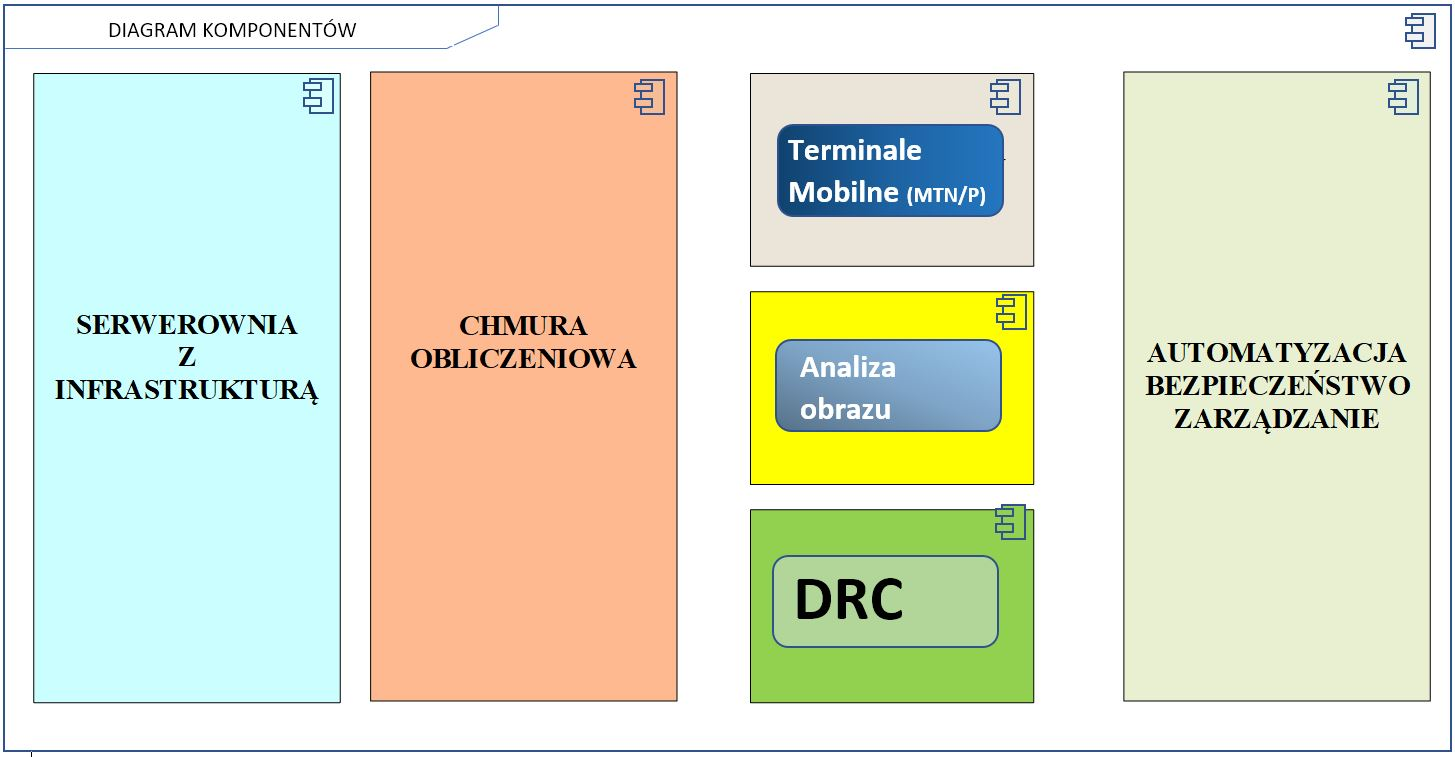 DIAGRAM KOMPONENTÓW
SERWEROWNIA
Z
INFRASTRUKTURĄ
CHMURA
OBLICZENIOWA
Terminale
Mobilne (MTN/P)
Analiza
obrazu
DRC
AUTOMATYZACJA
BEZPIECZEŃSTWO
ZARZĄDZANIE